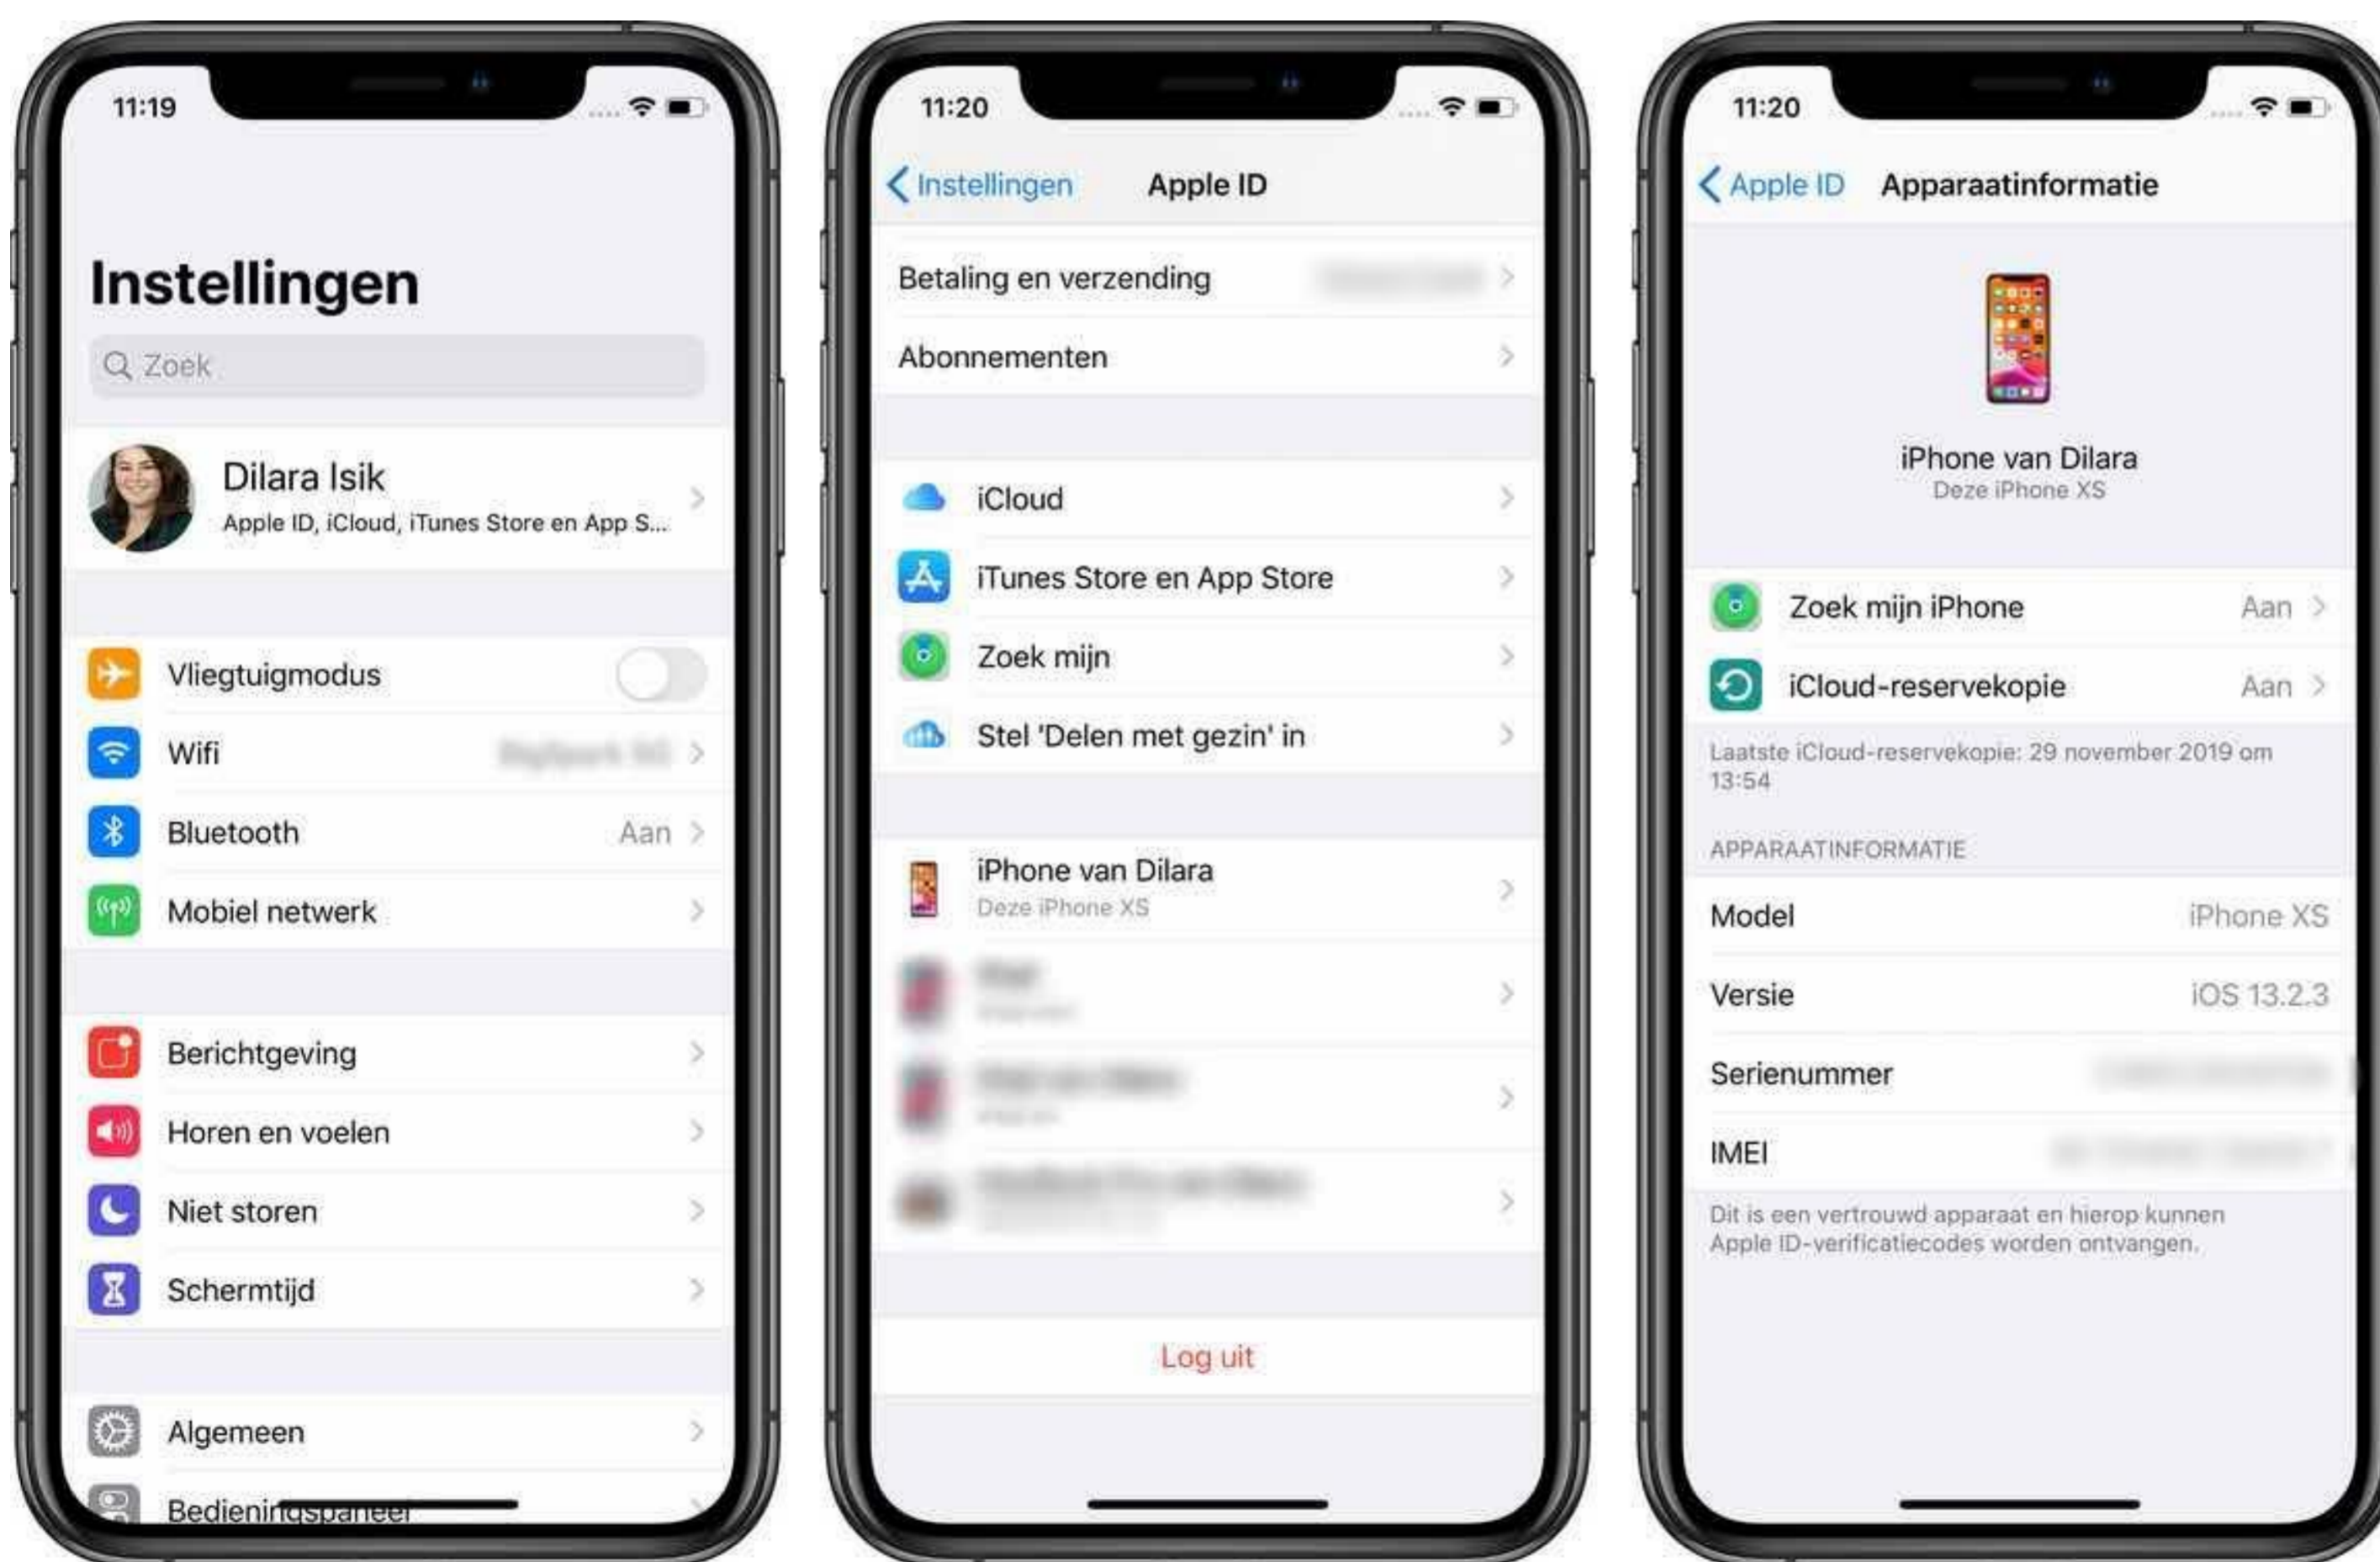 11:19
Instellingen
Zoek
Dilara Isik
Apple ID, iCloud, iTunes Store en App S...
Vliegtuigmodus
Wifi
Bluetooth Aan
Mobiel netwerk
Berichtgeving
Horen en voelen
Niet storen
Schermtijd
Algemeen
Bedieningspaneel
11:20
Instellingen Apple ID
Betaling en verzending
Abonnementen
iCloud
iTunes Store en App Store
Zoek mijn
Stel 'Delen met gezin' in
iPhone van Dilara
Deze iPhone XS
Log uit
11:20
Apple ID Apparaatinformatie
iPhone van Dilara
Deze iPhone XS
Zoek mijn iPhone Aan
iCloud-reservekopie Aan
Laatste iCloud-reservekopie: 29 november 2019 om
13:54
APPARAATINFORMATIE
Model iPhone XS
Versie iOS 13.2.3
Serienummer
IMEI
Dit is een vertrouwd apparaat en hierop kunnen
Apple ID-verificatiecodes worden ontvangen.